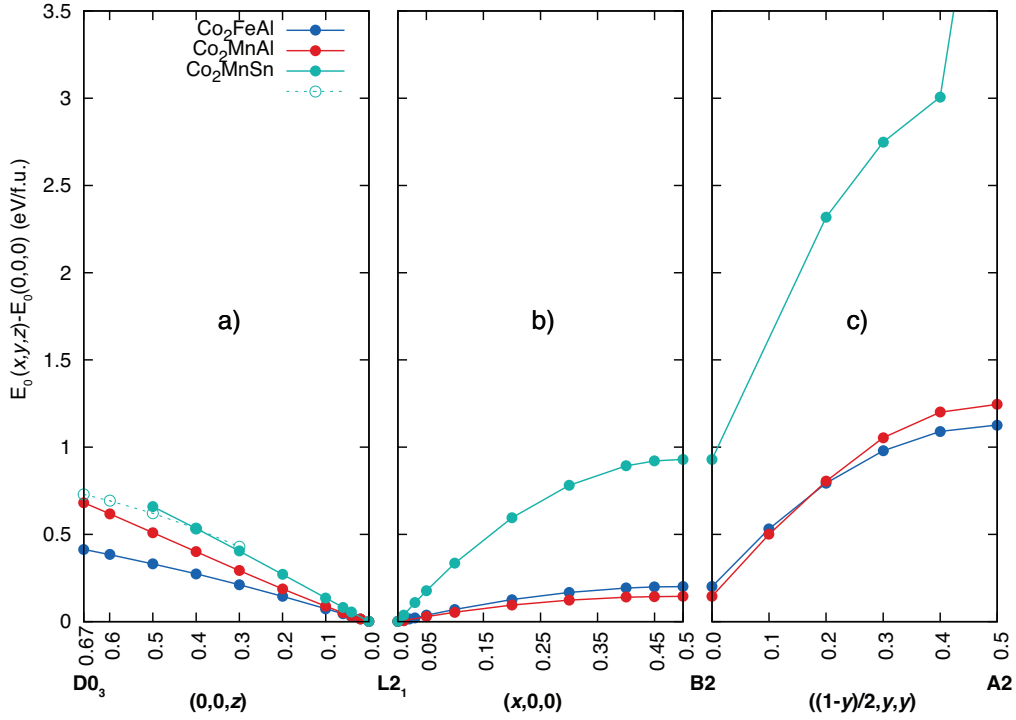 Co2FeAl
Co2MnAl
Co2MnSn
E0(x,y,z)-E0(0,0,0) (eV/f.u.)
3.5
3
2.5
2
1.5
1
0.5
0
a)
b)
c)
0.67
0.6
0.5
0.4
0.3
0.2
0.1
0.0
0.0
0.05
0.15
0.25
0.35
0.45
0.5
0.0
0.1
0.2
0.3
0.4
0.5
D03
L21
B2
A2
(0,0,z)
(x,0,0)
((1-y)/2,y,y)